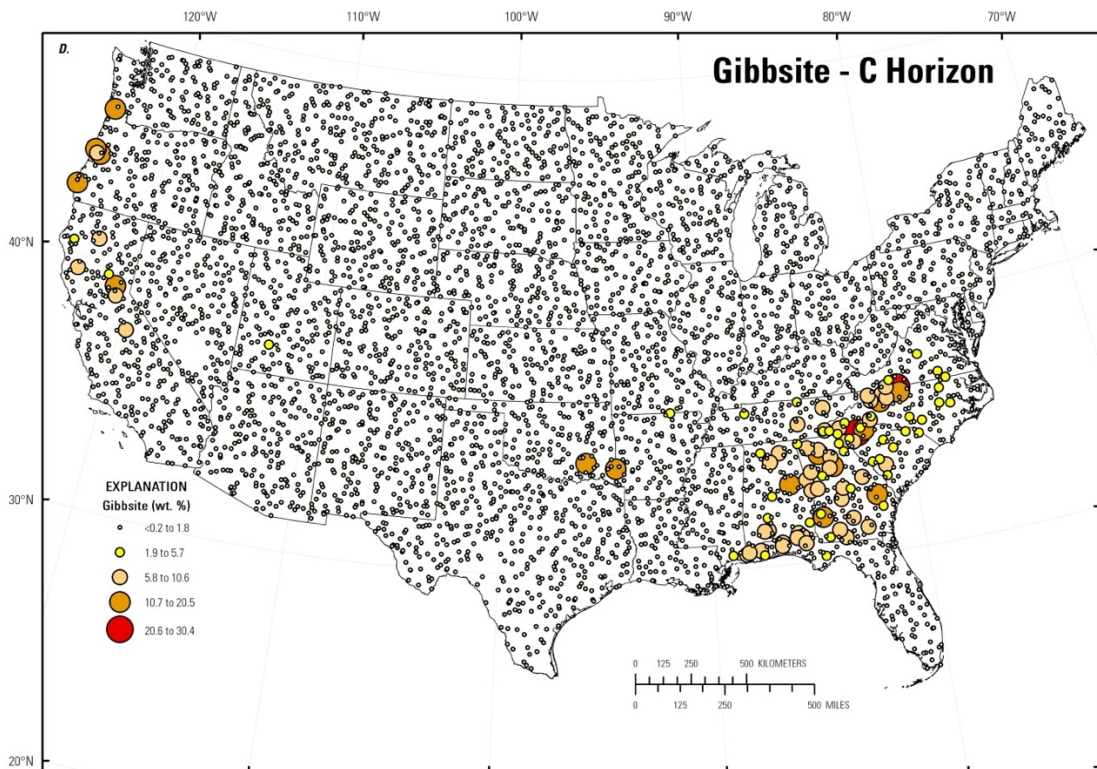 120°W 110°W 100°W 90°W 80°W 70°W
D.
Gibbsite - C Horizon
40°N
30°N
EXPLANATION
Gibbsite (wt. %)
<0.2 to 1.8
1.9 to 5.7
5.8 to 10.6
10.7 to 20.5
20.6 to 30.4
0 125 250 500 KILOMETERS
0 125 250 500 MILES
20°N